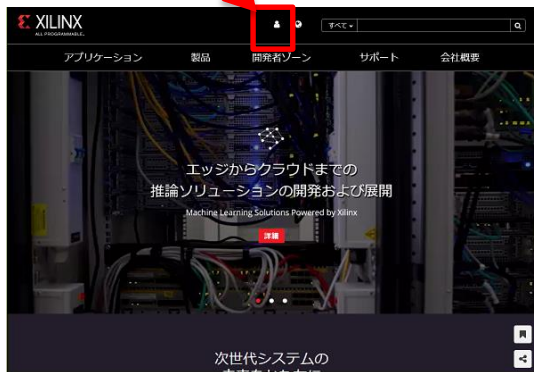 XILINX
ALL PROGRAMMABLE.
すべて
アプリケーション 製品 開発者ゾーン サポート 会社概要
エッジからクラウドまでの
推論ソリューションの開発および展開
Machine Learning Solutions Powered by Xilinx
詳細
次世代システムの